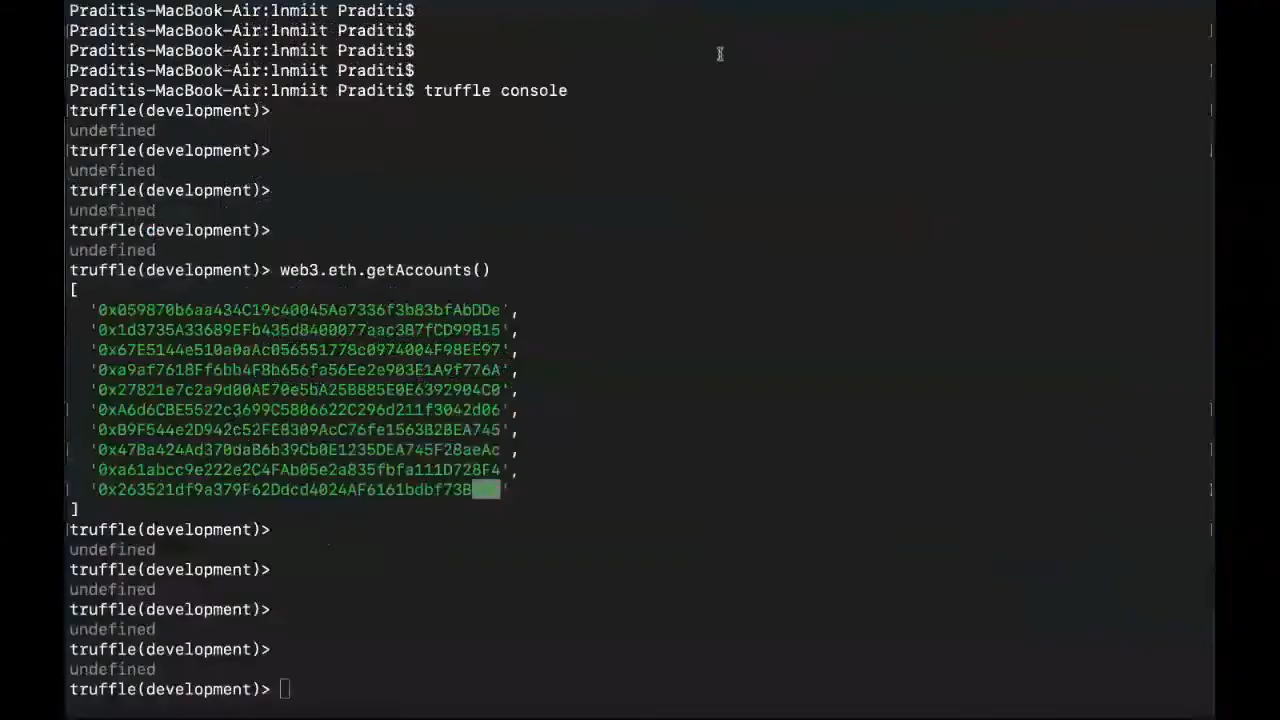 Praditis-MacBook-Air:lnmiit Praditi$
Praditis-MacBook-Air:lnmiit Praditi$
Praditis-MacBook-Air:lnmiit Praditi$
Praditis-MacBook-Air:lnmiit Praditi$
Praditis-MacBook-Air:lnmiit Praditi$ truffle console
truffle(development)>
undefined
truffle(development)>
undefined
truffle(development)>
undefined
truffle(development)>
undefined
truffle(development)> web3.eth.getAccounts()
[
'0x059870b6aa434C19c40045Ae7336f3b83bfAbDDe',
'0x1d3735A33689EFb435d8400077aac387fCD99B15',
'0x67E5144e510a0aAc056551778c0974004F98EE97',
'0xa9af7618Ff6bb4F8b656fa56Ee2e903E1A9f776A',
'0x27821e7c2a9d00AE70e5bA25B885E0E6392904C0',
'0xA6d6CBE5522c3699C5806622C296d211f3042d06',
'0xB9F544e2D942c52FE8309AcC76fe1563B2BEA745',
'0x47Ba424Ad370daB6b39Cb0E1235DEA745F28aeAc',
'0xa61abcc9e222e2C4FAb05e2a835fbfa111D728F4',
]
truffle(development)>
undefined
truffle(development)>
undefined
truffle(development)>
undefined
truffle(development)>
undefined
truffle(development)>